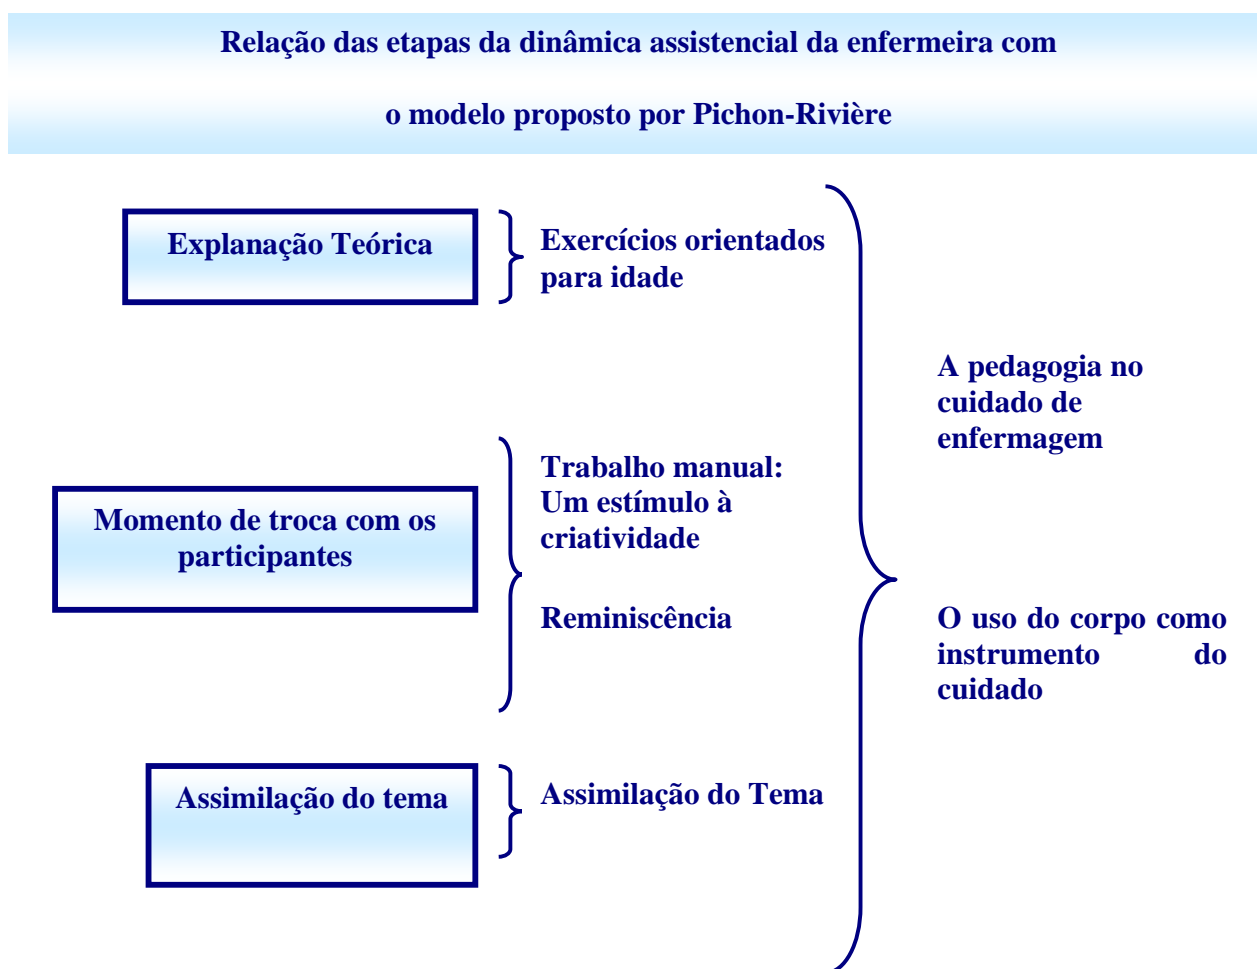 Relação das etapas da dinâmica assistencial da enfermeira com
o modelo proposto por Pichon-Rivière
Explanação Teórica
Exercícios orientados
para idade
Momento de troca com os
participantes
Trabalho manual:
Um estímulo à
criatividade
Reminiscência
Assimilação do tema
Assimilação do Tema
A pedagogia no
cuidado de
enfermagem
O uso do corpo como
instrumento do
cuidado